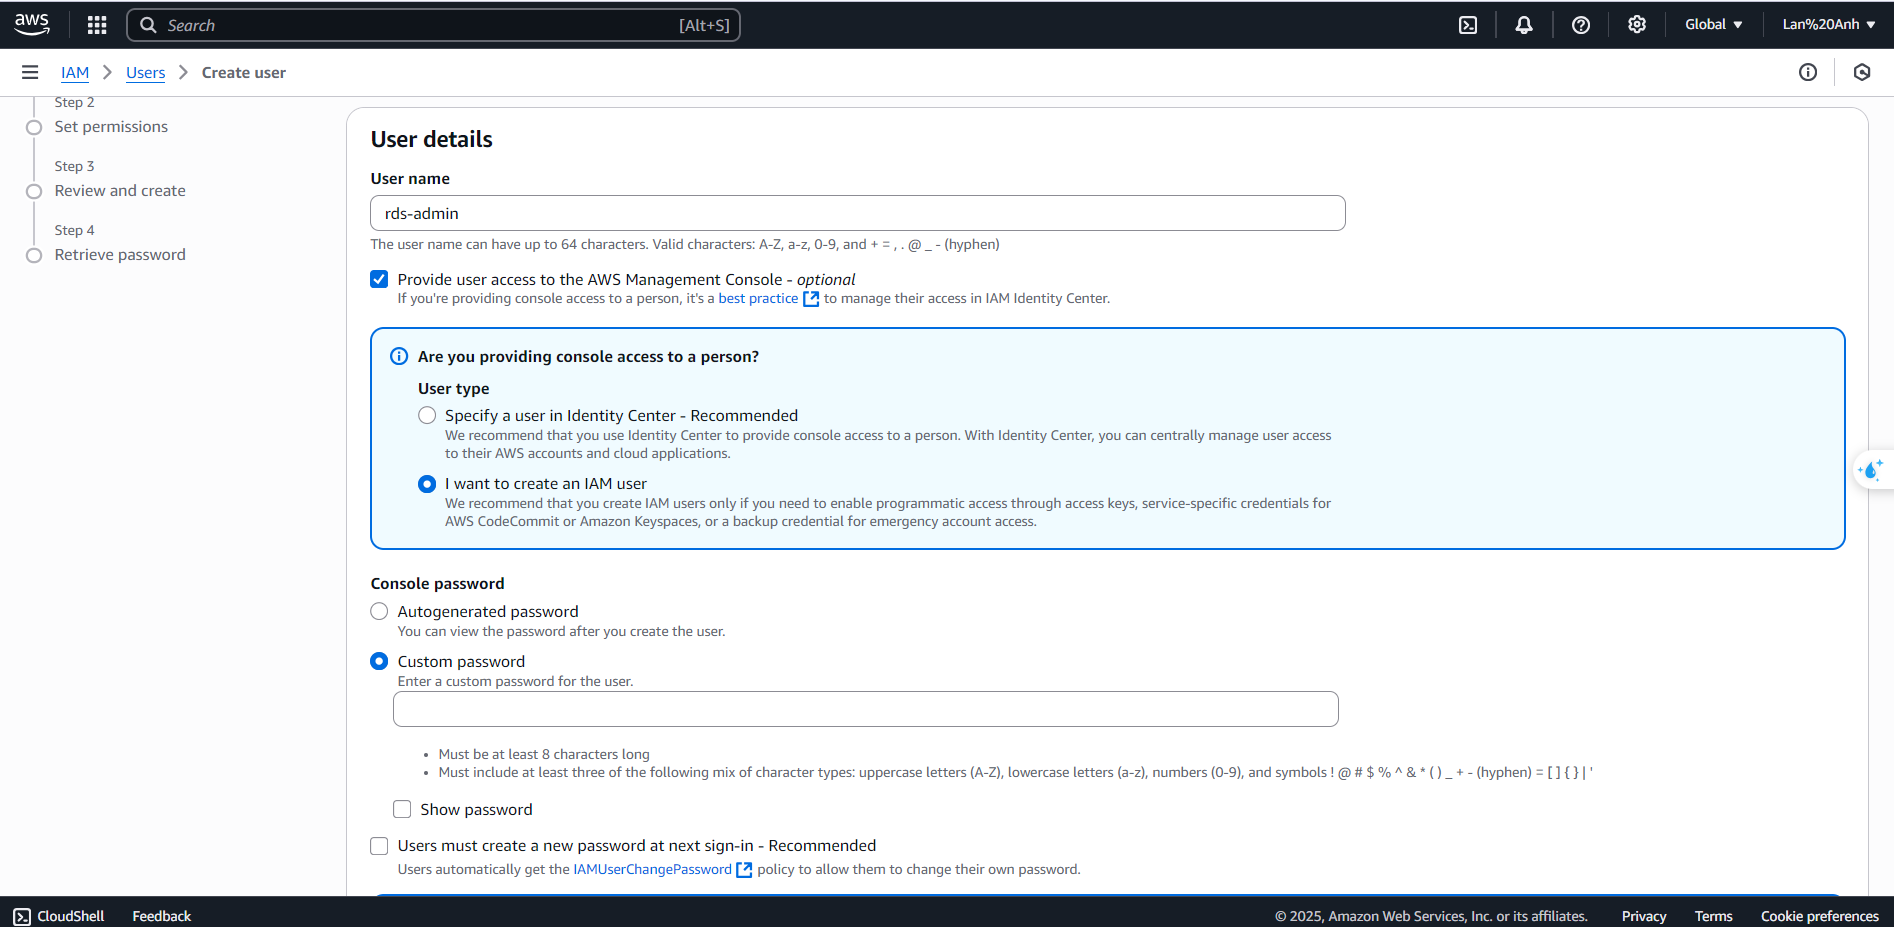 aws
Search [Alt+S]
Global
Lan%20Anh
IAM
Users
Create user
Step 2
Set permissions
Step 3
Review and create
Step 4
Retrieve password
User details
User name
rds-admin
The user name can have up to 64 characters. Valid characters: A-Z, a-z, 0-9, and + = , . @ _ - (hyphen)
Provide user access to the AWS Management Console - optional
If you're providing console access to a person, it's a best practice to manage their access in IAM Identity Center.
Are you providing console access to a person?
User type
Specify a user in Identity Center - Recommended
We recommend that you use Identity Center to provide console access to a person. With Identity Center, you can centrally manage user access
to their AWS accounts and cloud applications.
I want to create an IAM user
We recommend that you create IAM users only if you need to enable programmatic access through access keys, service-specific credentials for
AWS CodeCommit or Amazon Keyspaces, or a backup credential for emergency account access.
Console password
Autogenerated password
You can view the password after you create the user.
Custom password
Enter a custom password for the user.
• Must be at least 8 characters long
• Must include at least three of the following mix of character types: uppercase letters (A-Z), lowercase letters (a-z), numbers (0-9), and symbols ! @ # $ % ^ & * ( ) _ + - (hyphen) = [ ] { } | '
Show password
Users must create a new password at next sign-in - Recommended
Users automatically get the IAMUserChangePassword policy to allow them to change their own password.
CloudShell
Feedback
© 2025, Amazon Web Services, Inc. or its affiliates.
Privacy
Terms
Cookie preferences